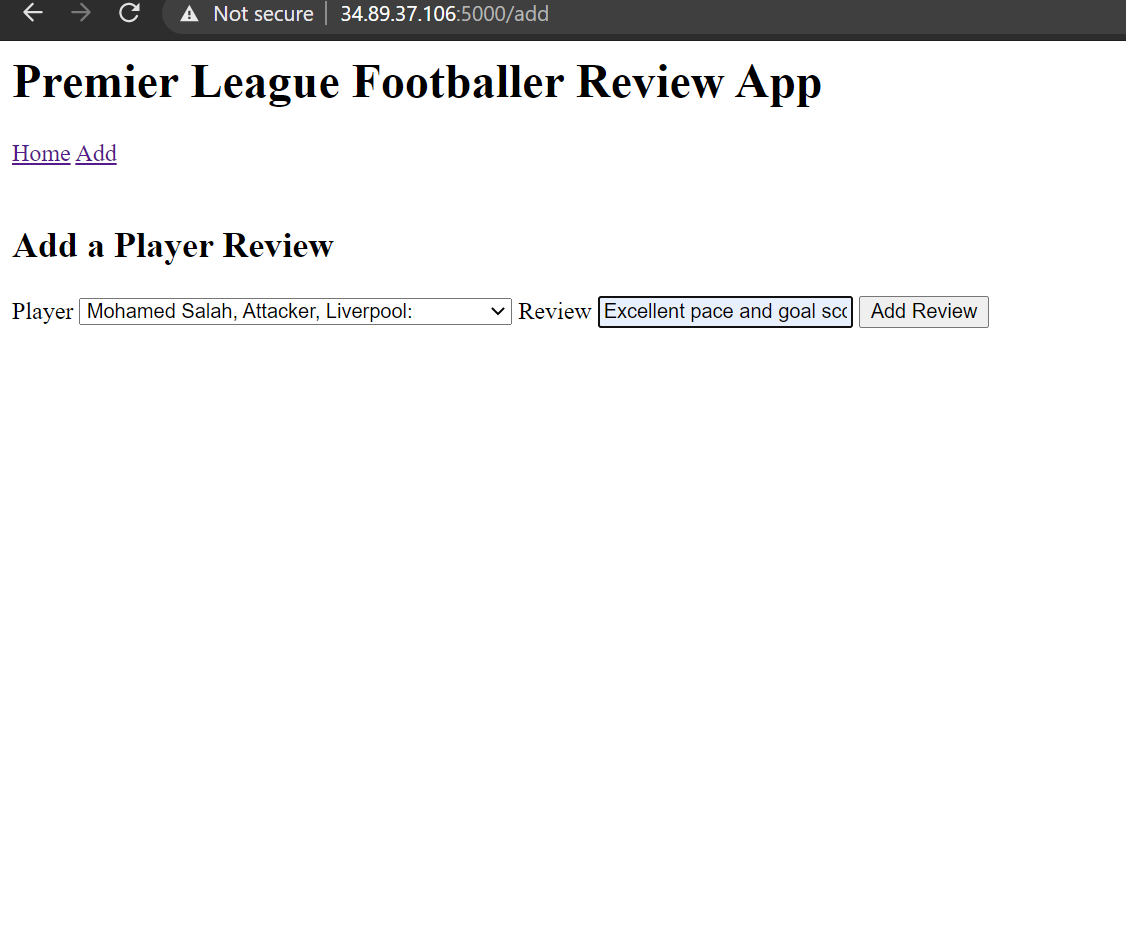 Not secure 34.89.37.106:5000/add
Premier League Footballer Review App
Home Add
Add a Player Review
Player Mohamed Salah, Attacker, Liverpool: Review Excellent pace and goal sco Add Review